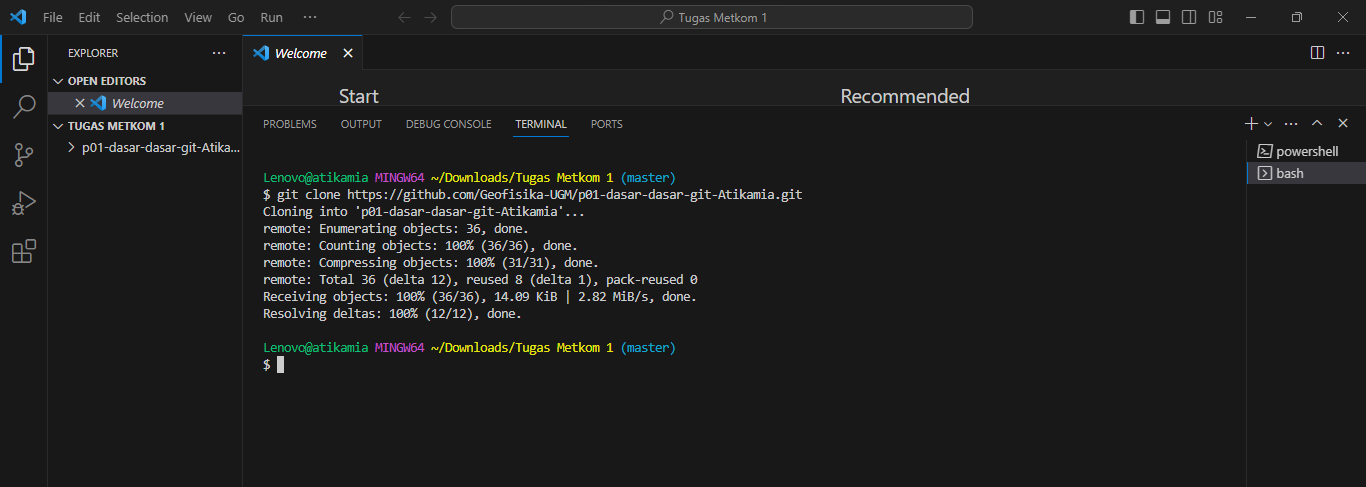 File Edit Selection View Go Run ··· Tugas Metkom 1
EXPLORER ···
OPEN EDITORS
Welcome
TUGAS METKOM 1
p01-dasar-dasar-git-Atika...
Welcome
Start
Recommended
PROBLEMS OUTPUT DEBUG CONSOLE TERMINAL PORTS
powershell
bash
Lenovo@atikamia MINGW64 ~/Downloads/Tugas Metkom 1 (master)
$ git clone https://github.com/Geofisika-UGM/p01-dasar-dasar-git-Atikamia.git
Cloning into 'p01-dasar-dasar-git-Atikamia'...
remote: Enumerating objects: 36, done.
remote: Counting objects: 100% (36/36), done.
remote: Compressing objects: 100% (31/31), done.
remote: Total 36 (delta 12), reused 8 (delta 1), pack-reused 0
Receiving objects: 100% (36/36), 14.09 KiB | 2.82 MiB/s, done.
Resolving deltas: 100% (12/12), done.
Lenovo@atikamia MINGW64 ~/Downloads/Tugas Metkom 1 (master)
$